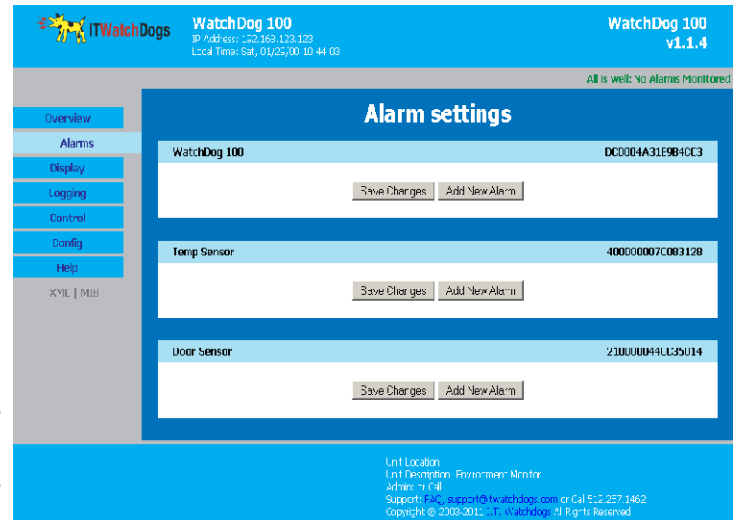 ITWatchDogs
WatchDog 100
IP Address: 192.168.123.123
Local Time: Sat, 01/29/00 10:44:03
WatchDog 100
v1.1.4
All is well: No Alarms Monitored
Overview
Alarms
Display
Logging
Control
Config
Help
XML | MIB
Alarm settings
WatchDog 100
Save Changes
Add New Alarm
Temp Sensor
Save Changes
Add New Alarm
Door Sensor
Save Changes
Add New Alarm
Unit Location
Unit Description: Environment Monitor
Admin: or Call
Support: FAQ, support@itwatchdogs.com or Call 512.257.1462
Copyright © 2003-2011 I.T. Watchdogs All Rights Reserved